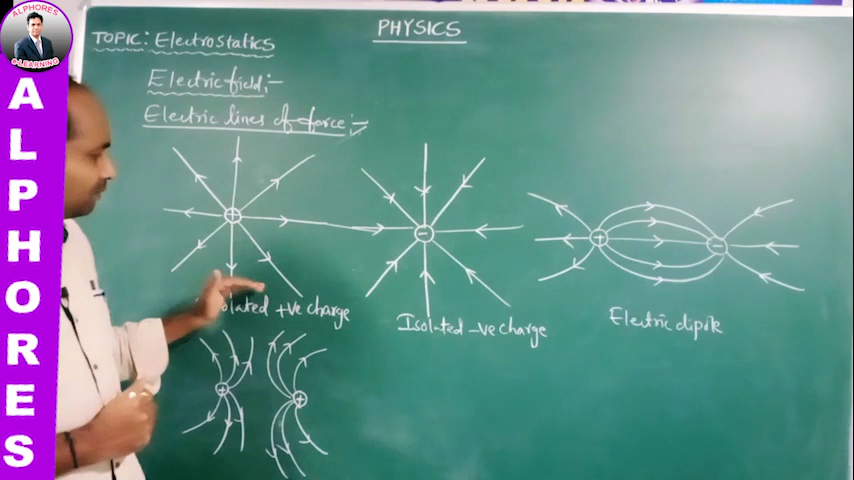 ALPHORES
e-LEARNING
ALPHORES
PHYSICS
TOPIC: Electrostatics
Electric field:-
Electric lines of force:-
+
-
+
-
+ve charge
Isolated -ve charge
Electric dipole
+
+